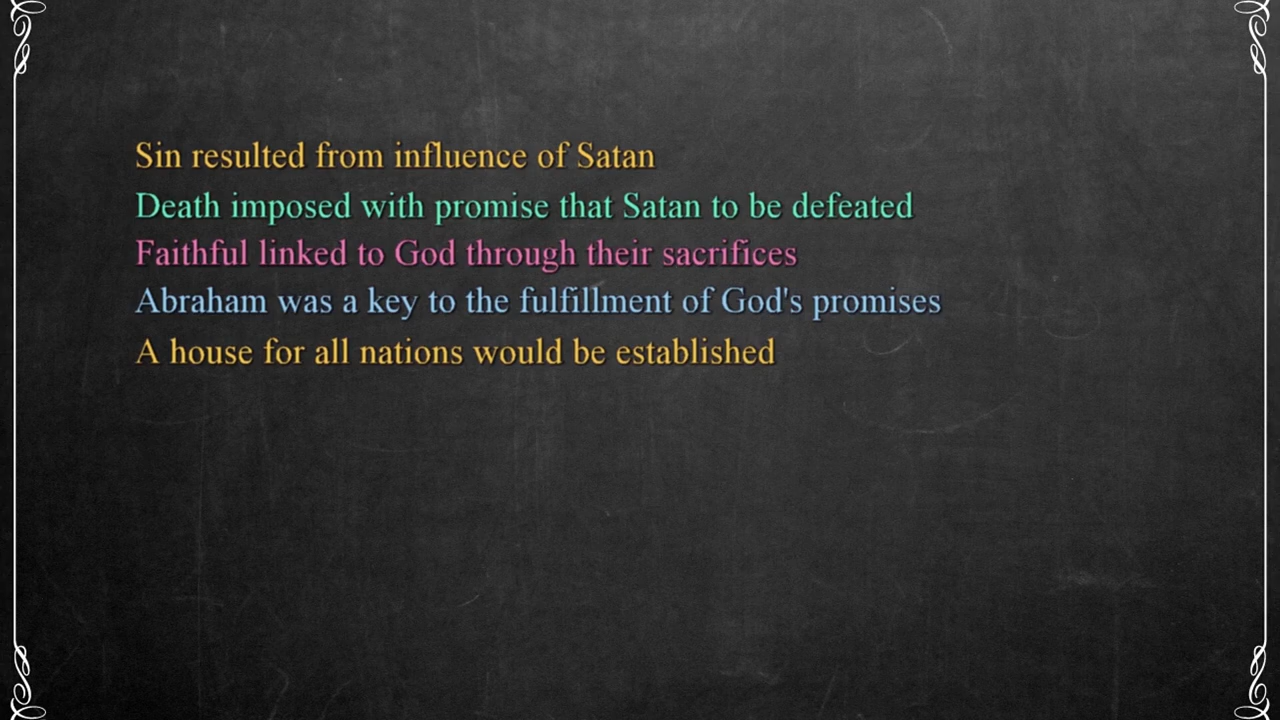 Sin resulted from influence of Satan
Death imposed with promise that Satan to be defeated
Faithful linked to God through their sacrifices
Abraham was a key to the fulfillment of God's promises
A house for all nations would be established